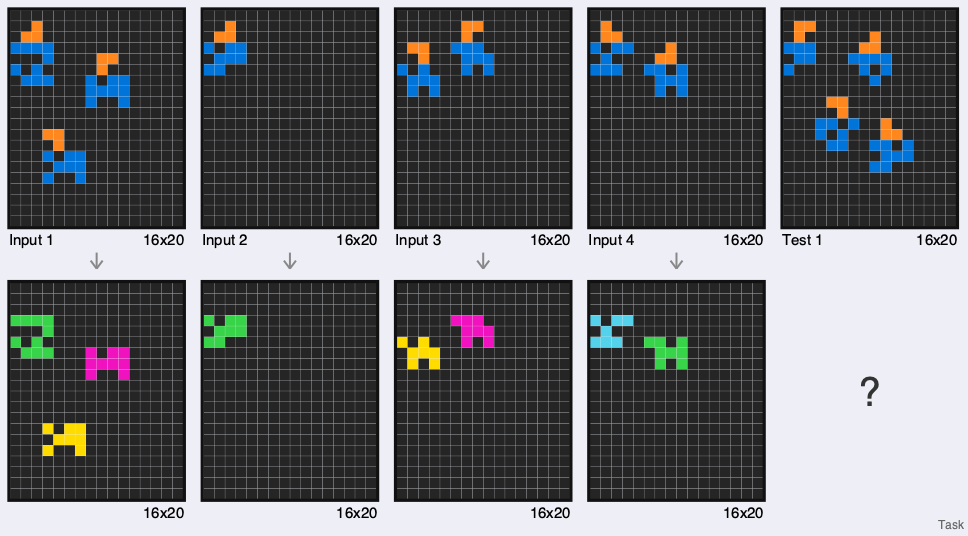 Input 1 16x20
Input 2 16x20
Input 3 16x20
Input 4 16x20
Test 1 16x20
?
16x20
16x20
16x20
16x20
Task